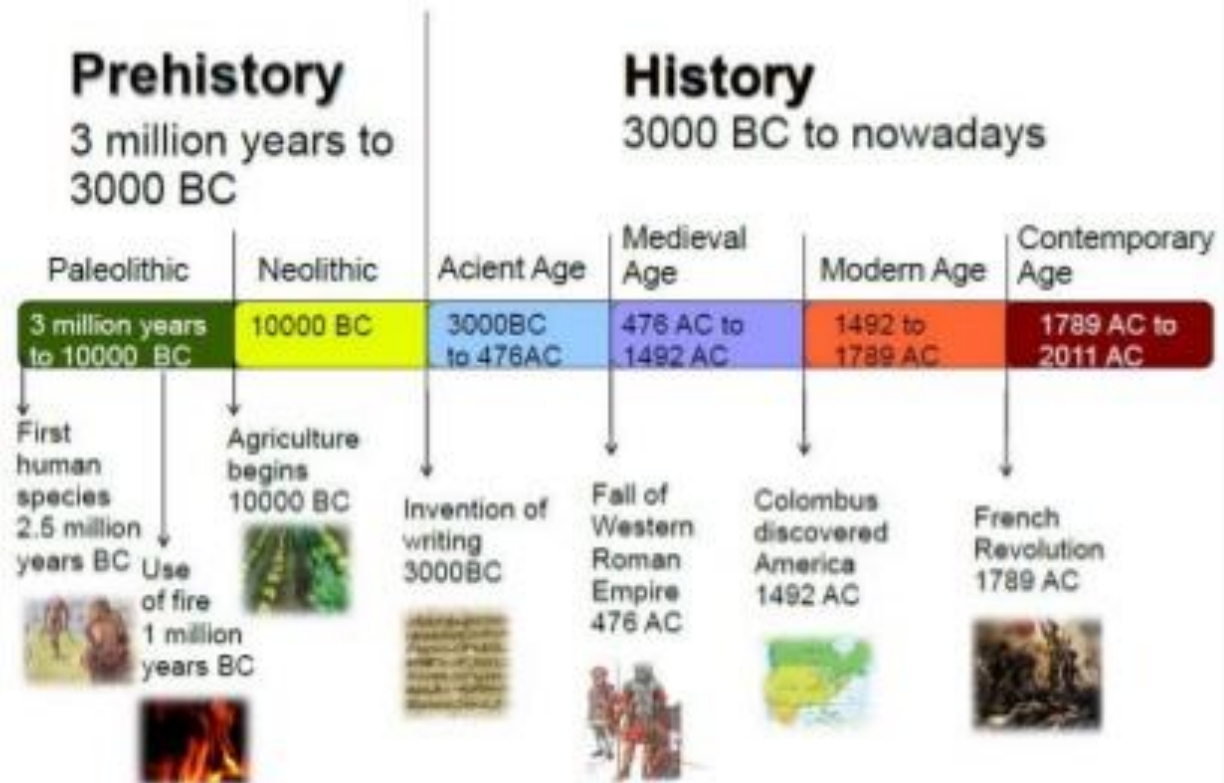 Prehistory
3 million years to
3000 BC
History
3000 BC to nowadays
Paleolithic
Neolithic
Acient Age
Medieval
Age
Modern Age
Contemporary
Age
3 million years
to 10000 BC
10000 BC
3000BC
to 476AC
476 AC to
1492 AC
1492 to
1789 AC
1789 AC to
2011 AC
First
human
species
2.5 million
years BC
Use
of fire
1 million
years BC
Agriculture
begins
10000 BC
Invention of
writing
3000BC
Fall of
Western
Roman
Empire
476 AC
Colombus
discovered
America
1492 AC
French
Revolution
1789 AC